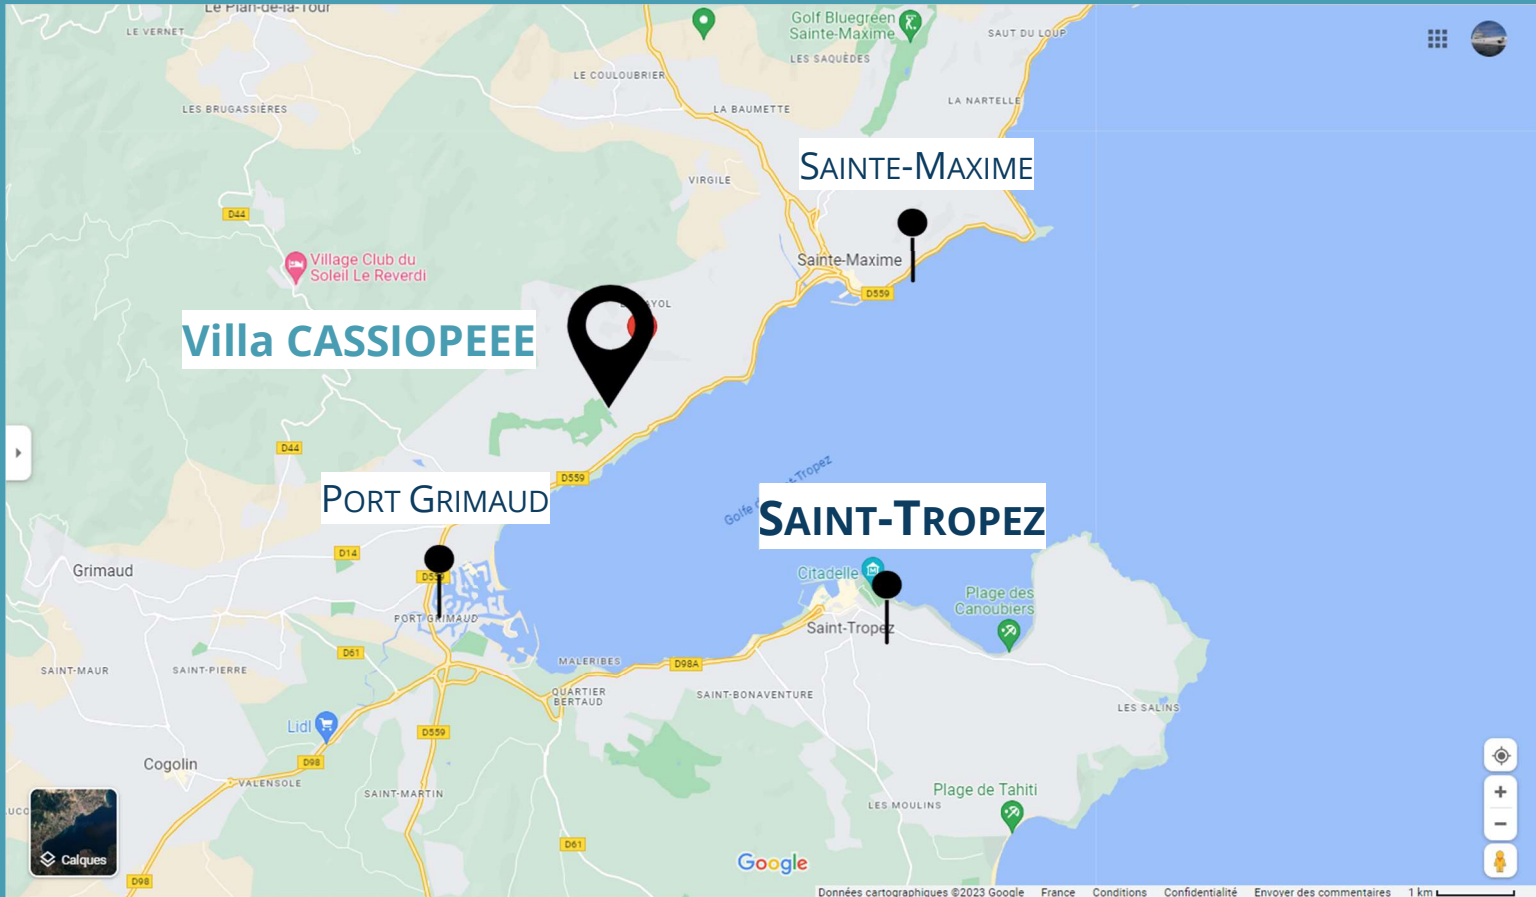 Le Plan-de-la-Tour
LE VERNET
Golf Bluegreen
Sainte-Maxime
SAUT DU LOUP
LES SAQUÈDES
LE COULOUBRIER
LES BRUGASSIÈRES
LA BAUMETTE
LA NARTELLE
SAINTE-MAXIME
VIRGILE
D44
Village Club du
Soleil Le Reverdi
Sainte-Maxime
D559
Villa CASSIOPEEE
D44
D559
PORT GRIMAUD
SAINT-TROPEZ
D14
Grimaud
D559
Citadelle
Plage des
Canoubiers
PORT GRIMAUD
Saint-Tropez
D61
MALERIBES
D98A
SAINT-MAUR
SAINT-PIERRE
QUARTIER
BERTAUD
SAINT-BONAVENTURE
LES SALINS
Lidl
D559
D98
Cogolin
VALENSOLE
SAINT-MARTIN
Plage de Tahiti
LES MOULINS
D61
Calques
Google
D98
Données cartographiques ©2023 Google France Conditions Confidentialité Envoyer des commentaires 1 km